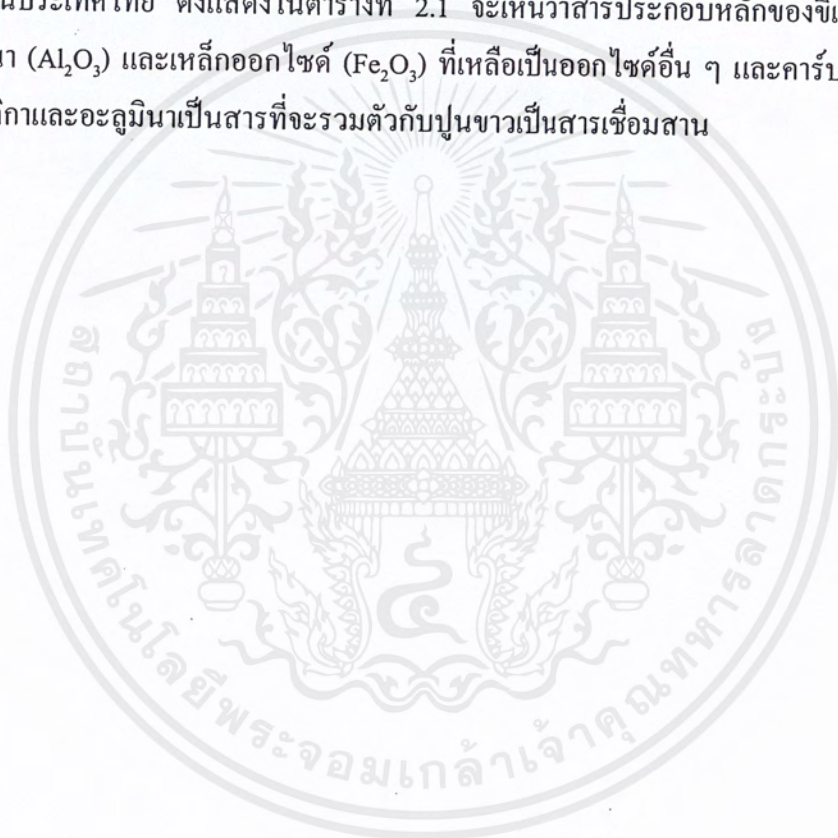 ในประเทศไทย ดังแสดงในตารางที่ 2.1 จะเห็นว่าสารประกอบหลักของ
(Al₂O₃) และเหล็กออกไซด์ (Fe₂O₃) ที่เหลือเป็นออกไซด์อื่น ๆ และคาร์บ
และอะลูมินาเป็นสารที่จะรวมตัวกับปูนขาวเป็นสารเชื่อมสาน
สถาบันเทคโนโลยีพระจอมเกล้าเจ้าคุณทหารลาดกระบัง